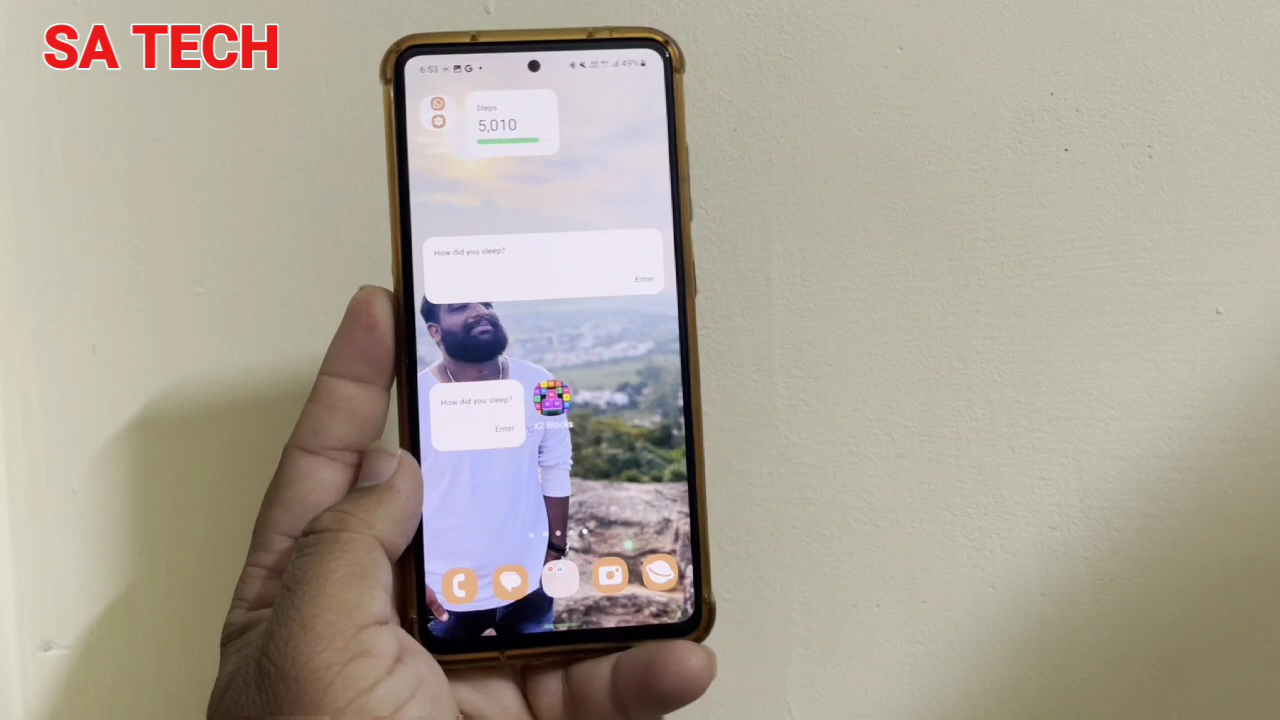 SA TECH
6:53
49%
Steps
5,010
How did you sleep?
Enter
How did you sleep?
Enter
X2 Blocks